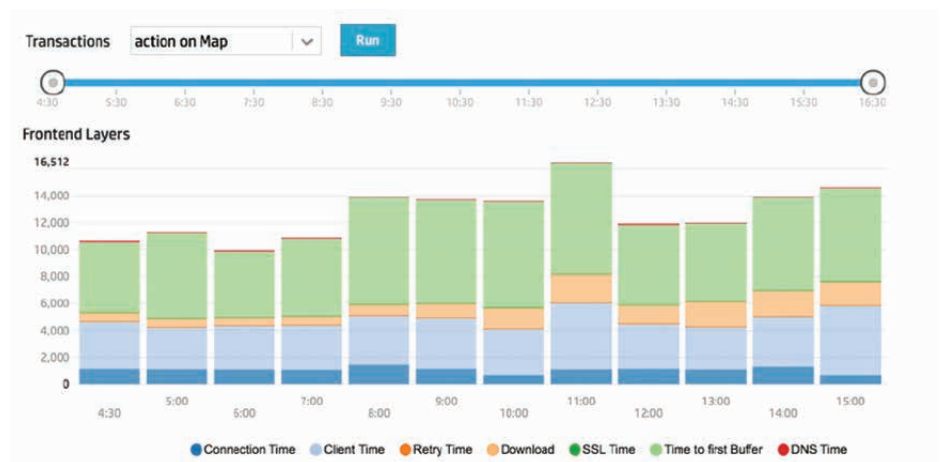 Transactions action on Map Run
4:30 5:30 6:30 7:30 8:30 9:30 10:30 11:30 12:30 13:30 14:30 15:30 16:30
Frontend Layers
16,512
14,000
12,000
10,000
8,000
6,000
4,000
2,000
0
4:30 5:00 6:00 7:00 8:00 9:00 10:00 11:00 12:00 13:00 14:00 15:00
Connection Time Client Time Retry Time Download SSL Time Time to first Buffer DNS Time